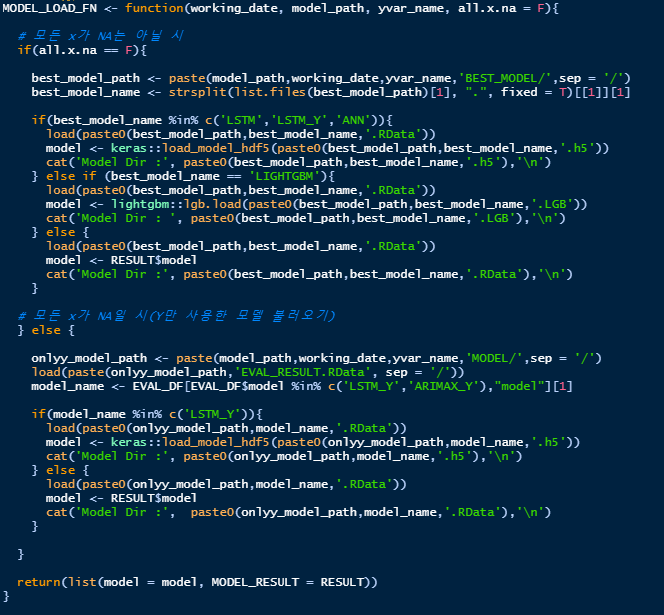 MODEL_LOAD_FN <- function(working_date, model_path, yvar_name, all.x.na = F){
# 모든 x가 NA는 아닐 시
if(all.x.na == F){
best_model_path <- paste(model_path,working_date,yvar_name,'BEST_MODEL/',sep = '/')
best_model_name <- strsplit(list.files(best_model_path)[1], ".", fixed = T)[[1]][1]
if(best_model_name %in% c('LSTM','LSTM_Y','ANN')){
load(paste0(best_model_path,best_model_name,'.RData'))
model <- keras::load_model_hdf5(paste0(best_model_path,best_model_name,'.h5'))
cat('Model Dir :', paste0(best_model_path,best_model_name,'.h5'),'\n')
} else if (best_model_name == 'LIGHTGBM'){
load(paste0(best_model_path,best_model_name,'.RData'))
model <- lightgbm::lgb.load(paste0(best_model_path,best_model_name,'.LGB'))
cat('Model Dir : ', paste0(best_model_path,best_model_name,'.LGB'),'\n')
} else {
load(paste0(best_model_path,best_model_name,'.RData'))
model <- RESULT$model
cat('Model Dir :', paste0(best_model_path,best_model_name,'.RData'),'\n')
}
# 모든 x가 NA일 시(Y만 사용한 모델 불러오기)
} else {
onlyy_model_path <- paste(model_path,working_date,yvar_name,'MODEL/',sep = '/')
load(paste(onlyy_model_path,'EVAL_RESULT.RData', sep = '/'))
model_name <- EVAL_DF[EVAL_DF$model %in% c('LSTM_Y','ARIMAX_Y'),"model"][1]
if(model_name %in% c('LSTM_Y')){
load(paste0(onlyy_model_path,model_name,'.RData'))
model <- keras::load_model_hdf5(paste0(onlyy_model_path,model_name,'.h5'))
cat('Model Dir :', paste0(onlyy_model_path,model_name,'.h5'),'\n')
} else {
load(paste0(onlyy_model_path,model_name,'.RData'))
model <- RESULT$model
cat('Model Dir :',  paste0(onlyy_model_path,model_name,'.RData'),'\n')
}
}
return(list(model = model, MODEL_RESULT = RESULT))
}